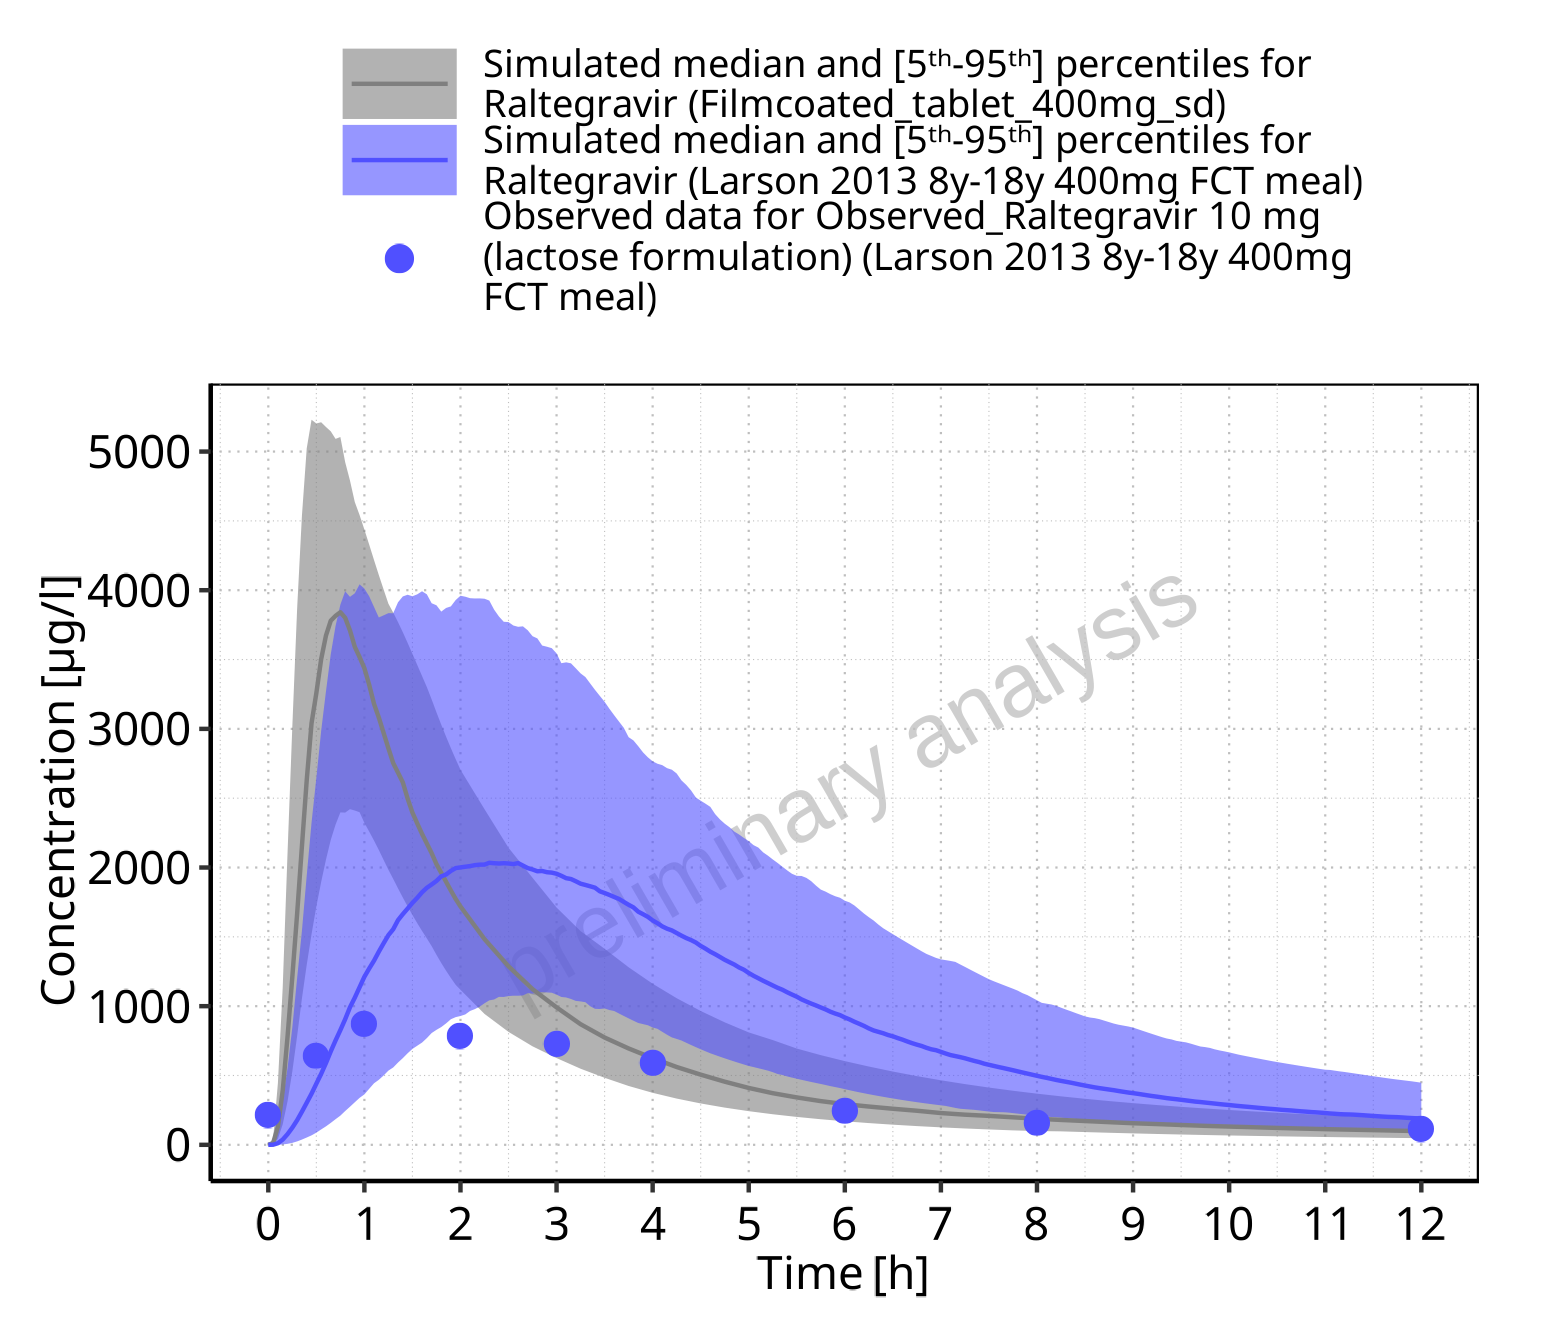 Simulated median and [5th-95th] percentiles for
Raltegravir (Filmcoated_tablet_400mg_sd)
Simulated median and [5th-95th] percentiles for
Raltegravir (Larson 2013 8y-18y 400mg FCT meal)
Observed data for Observed_Raltegravir 10 mg
(lactose formulation) (Larson 2013 8y-18y 400mg
FCT meal)
5000
4000
3000
2000
1000
0
Concentration [µg/l]
preliminary analysis
0 1 2 3 4 5 6 7 8 9 10 11 12
Time [h]